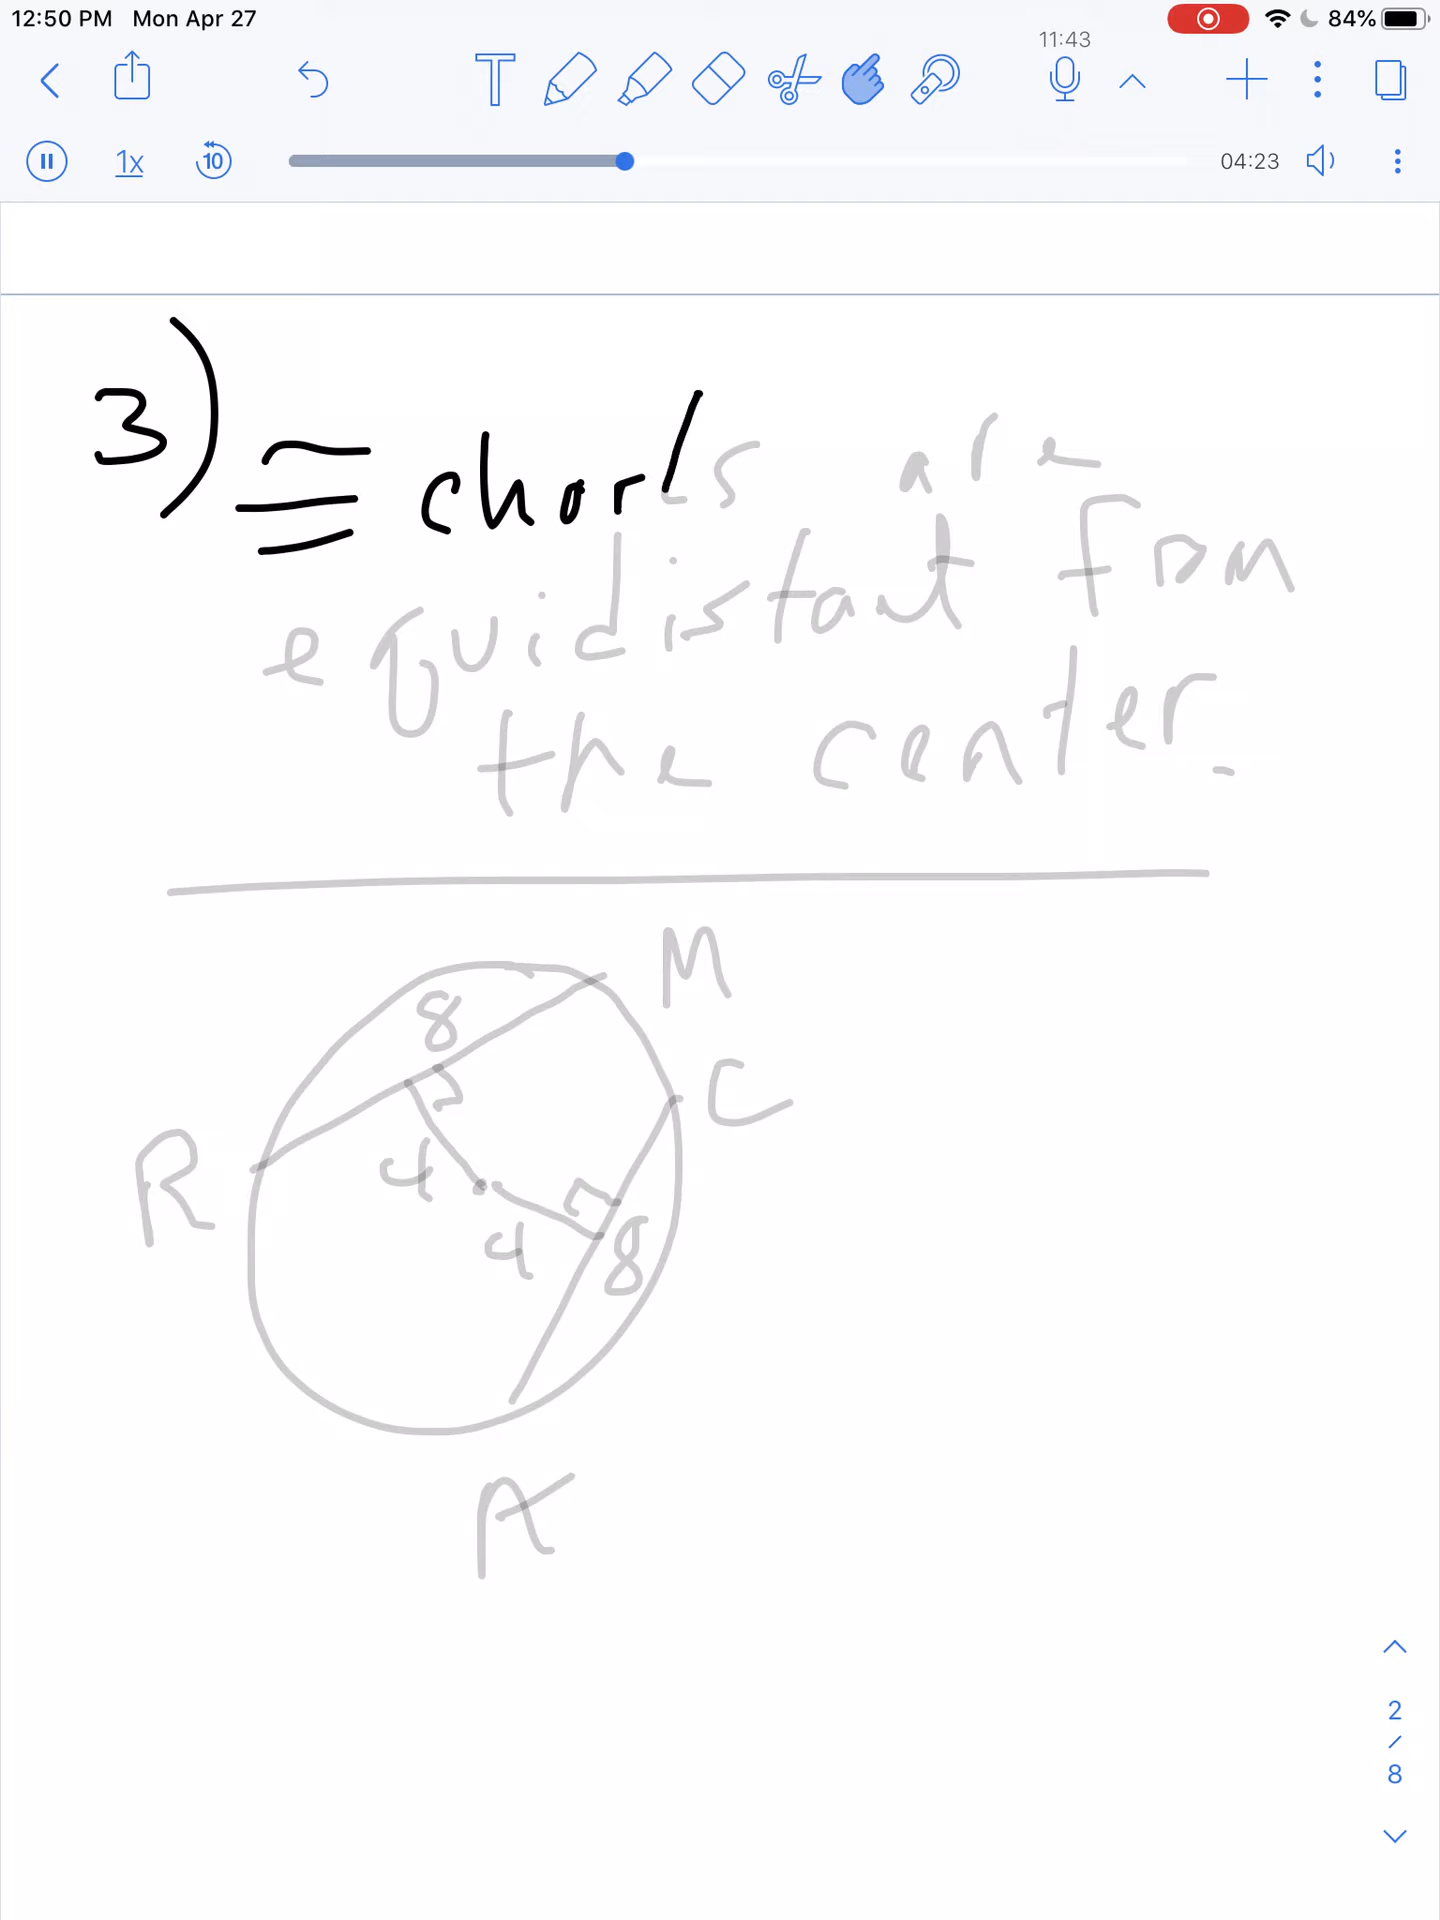 12:50 PM Mon Apr 27
84%
11:43
T
1x
10
04:23
3) ≅ chords are
equidistant from
the center.
M
8
C
R
4
4
8
A
2
/
8